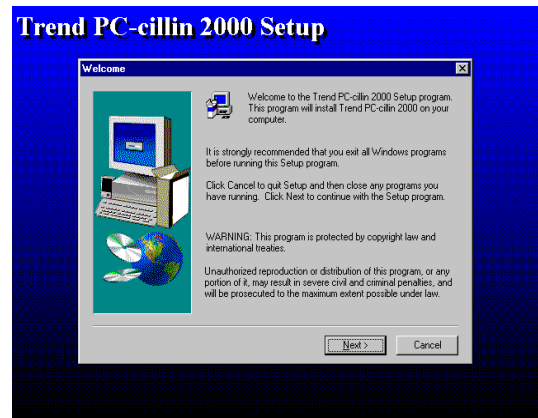 Trend PC-cillin 2000 Setup
Welcome
Welcome to the Trend PC-cillin 2000 Setup program.
This program will install Trend PC-cillin 2000 on your
computer.
It is strongly recommended that you exit all Windows programs
before running this Setup program.
Click Cancel to quit Setup and then close any programs you
have running. Click Next to continue with the Setup program.
WARNING: This program is protected by copyright law and
international treaties.
Unauthorized reproduction or distribution of this program, or any
portion of it, may result in severe civil and criminal penalties, and
will be prosecuted to the maximum extent possible under law.
Next >
Cancel